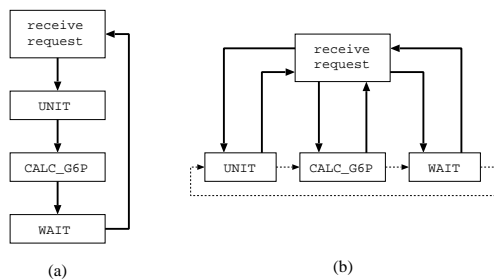 receive
request
UNIT
CALC_G6P
WAIT
(a)
receive
request
UNIT
CALC_G6P
WAIT
(b)